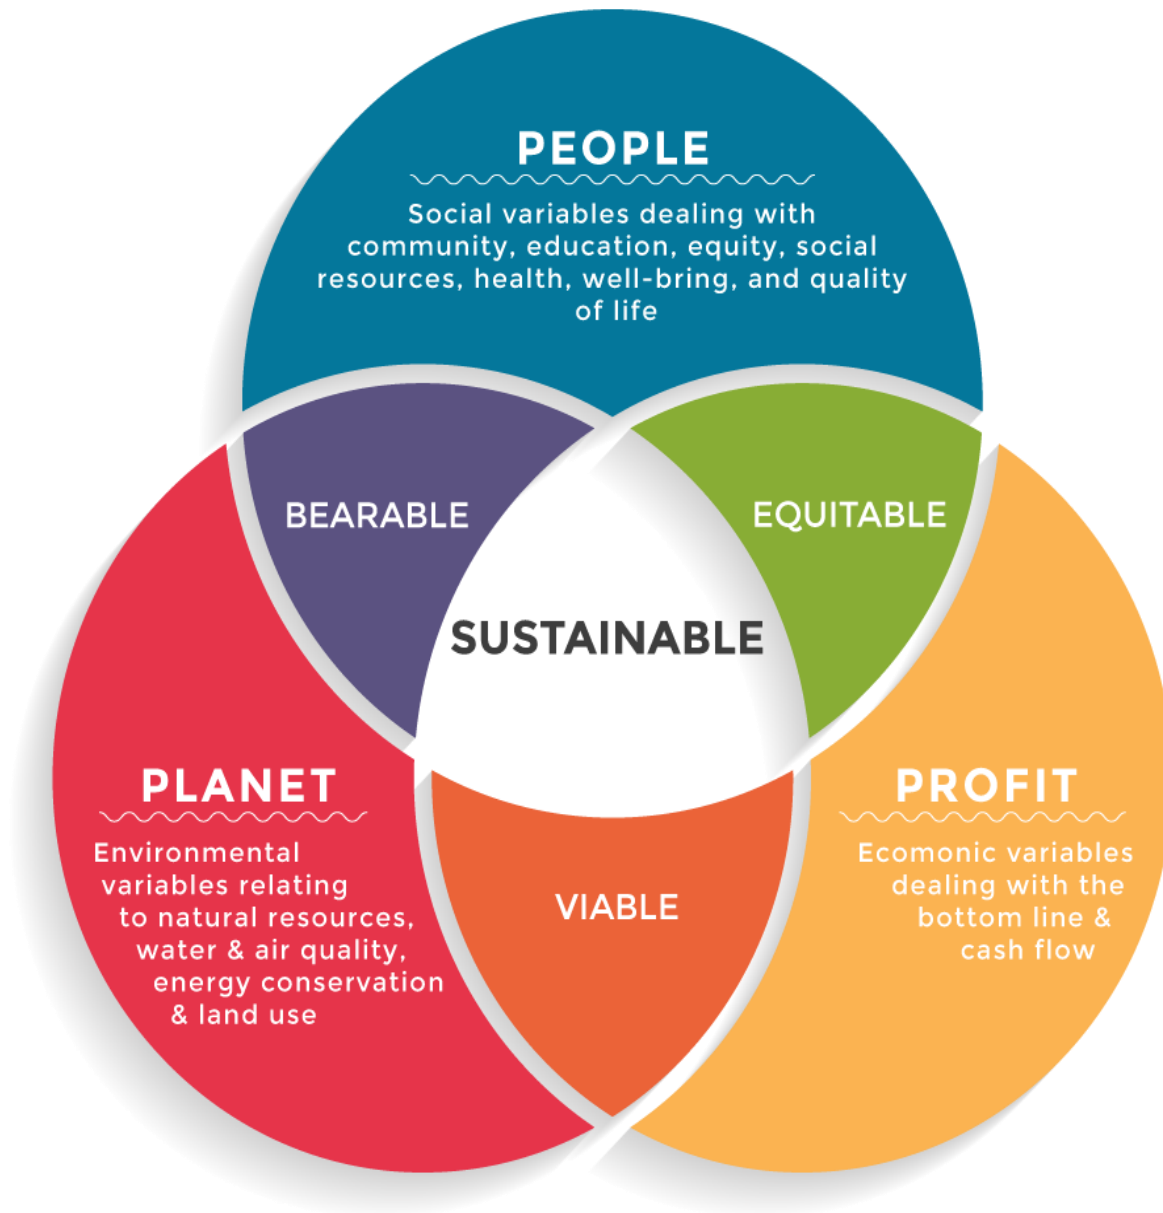 PEOPLE
Social variables dealing with
community, education, equity, social
resources, health, well-bring, and quality
of life
BEARABLE
EQUITABLE
SUSTAINABLE
PLANET
Environmental
variables relating
to natural resources,
water & air quality,
energy conservation
& land use
PROFIT
Ecomonic variables
dealing with the
bottom line &
cash flow
VIABLE